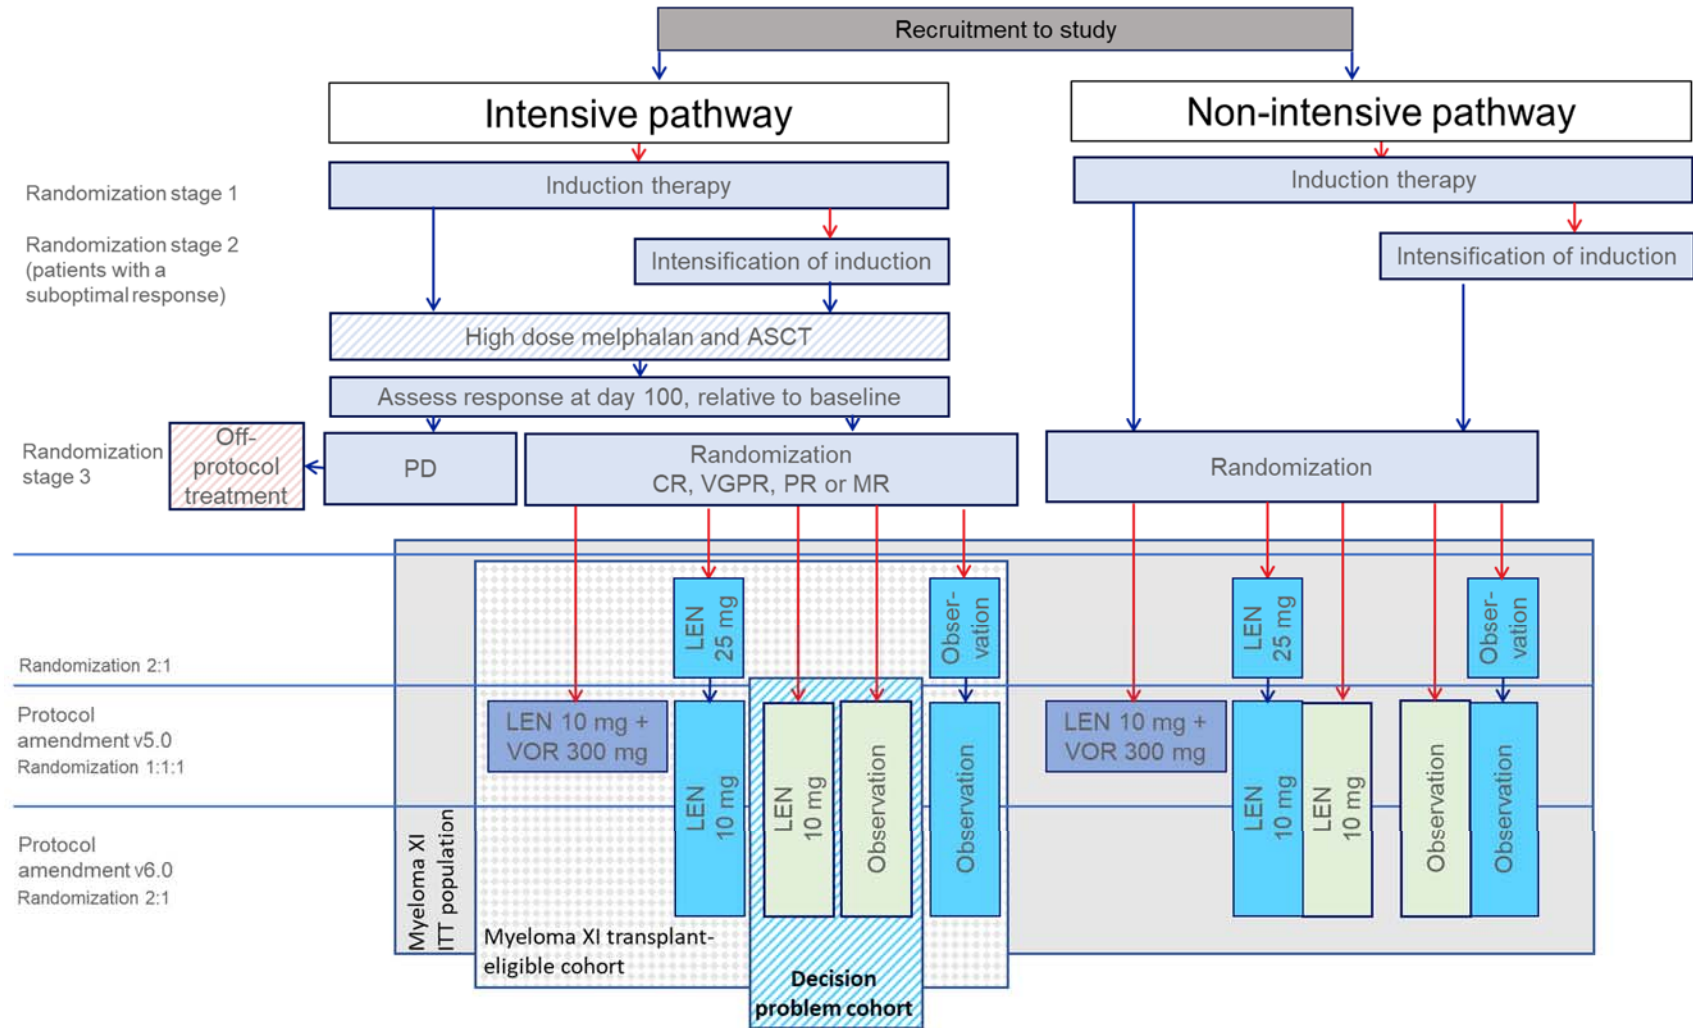 Recruitment to study
Intensive pathway
Non-intensive pathway
Randomization stage 1
Induction therapy
Induction therapy
Randomization stage 2
(patients with a
suboptimal response)
Intensification of induction
Intensification of induction
High dose melphalan and ASCT
Assess response at day 100, relative to baseline
Randomization
stage 3
Off-
protocol
treatment
PD
Randomization
CR, VGPR, PR or MR
Randomization
LEN
25 mg
Obser-
vation
LEN
25 mg
Obser-
vation
Randomization 2:1
Protocol
amendment v5.0
Randomization 1:1:1
LEN 10 mg +
VOR 300 mg
LEN
10 mg
LEN
10 mg
Observation
Observation
LEN 10 mg +
VOR 300 mg
LEN
10 mg
LEN
10 mg
Observation
Observation
Protocol
amendment v6.0
Randomization 2:1
Myeloma XI
ITT population
Myeloma XI transplant-
eligible cohort
Decision
problem cohort